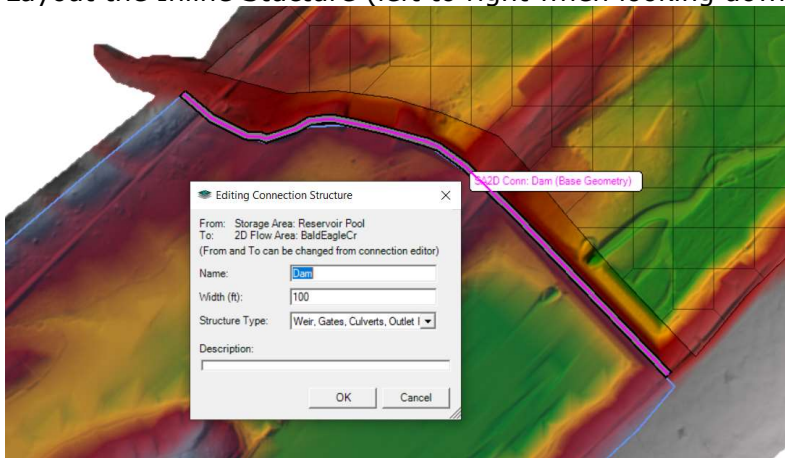 Layout the Inline Stucture (left to right when looking dow
SA2D Conn: Dam (Base Geometry)
Editing Connection Structure
From: Storage Area: Reservoir Pool
To: 2D Flow Area: BaldEagleCr
(From and To can be changed from connection editor)
Name: Dam
Width (ft): 100
Structure Type: Weir, Gates, Culverts, Outlet
Description:
OK Cancel